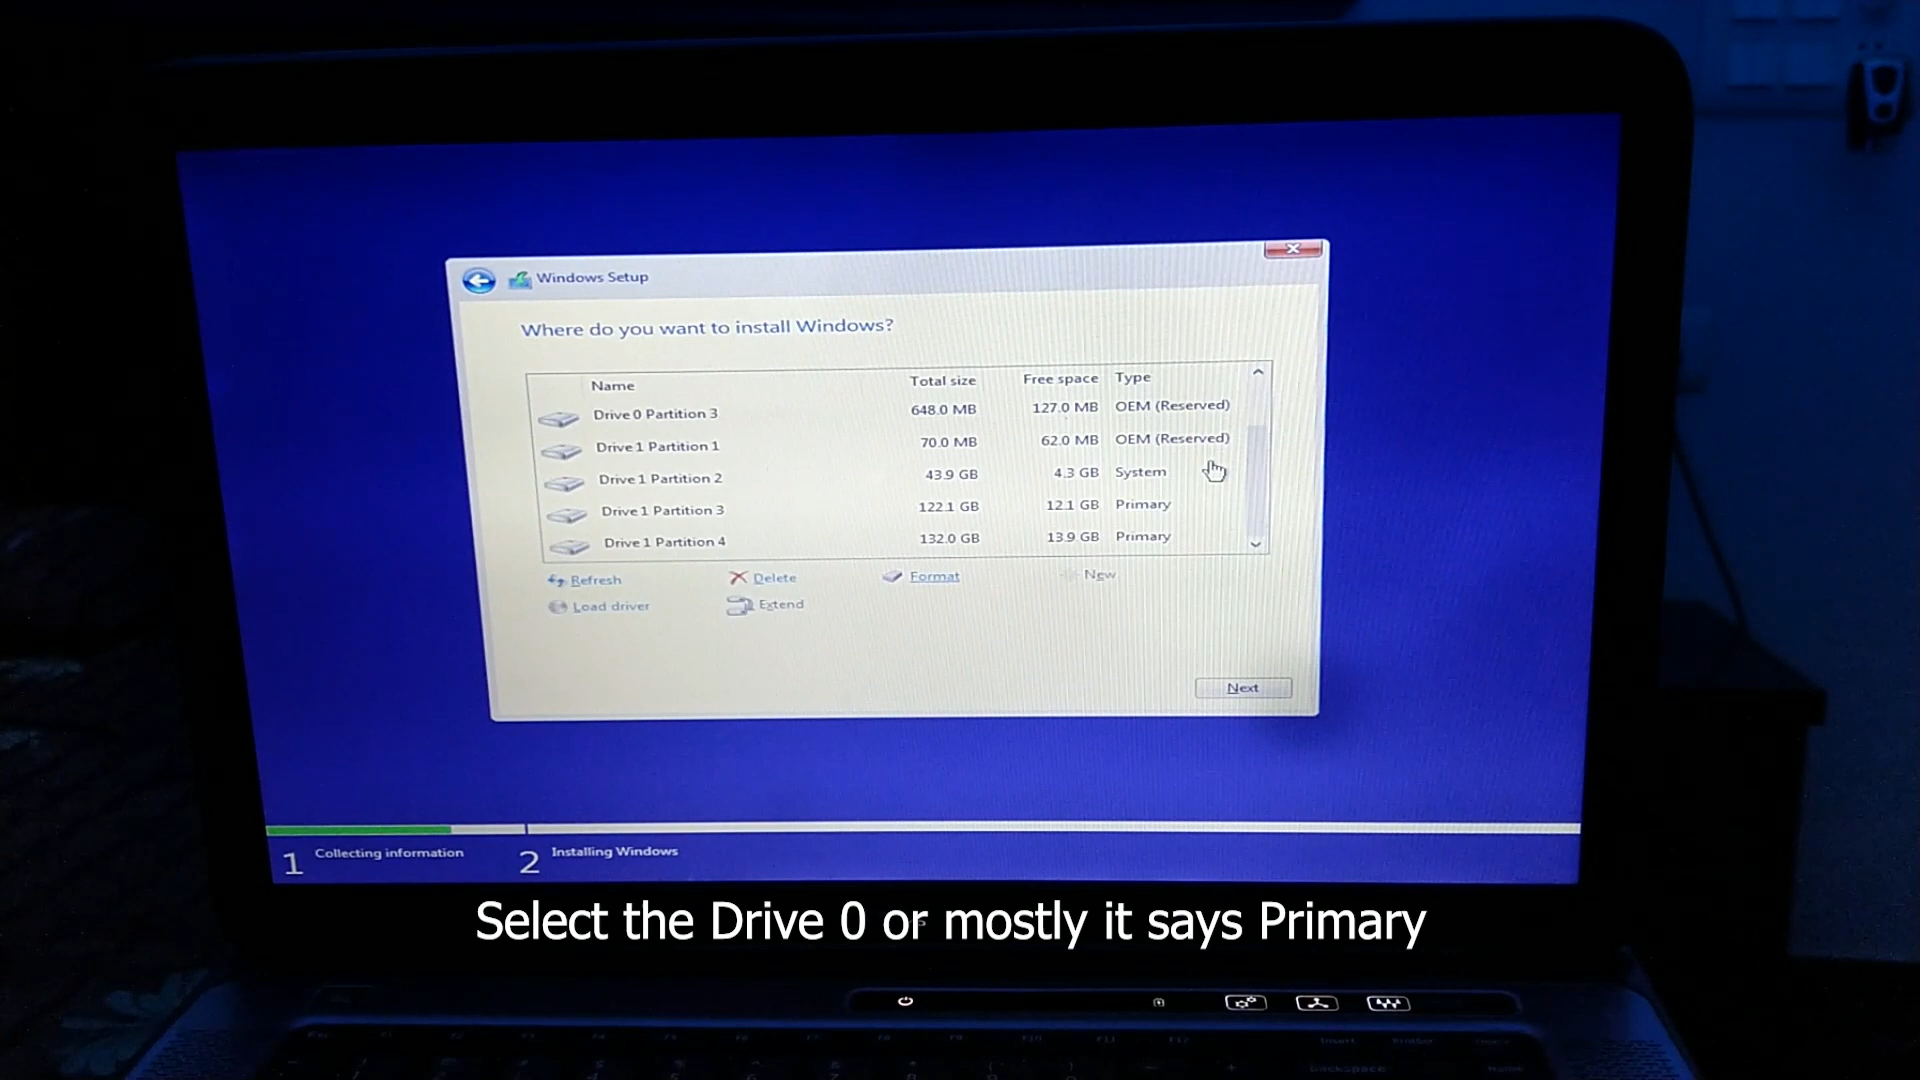 Windows Setup
Where do you want to install Windows?
Name Total size Free space Type
Drive 0 Partition 3 648.0 MB 127.0 MB OEM (Reserved)
Drive 1 Partition 1 70.0 MB 62.0 MB OEM (Reserved)
Drive 1 Partition 2 43.9 GB 4.3 GB System
Drive 1 Partition 3 122.1 GB 12.1 GB Primary
Drive 1 Partition 4 132.0 GB 13.9 GB Primary
Refresh Delete Format New
Load driver Extend
Next
1 Collecting information 2 Installing Windows
Select the Drive 0 or mostly it says Primary
Backspace